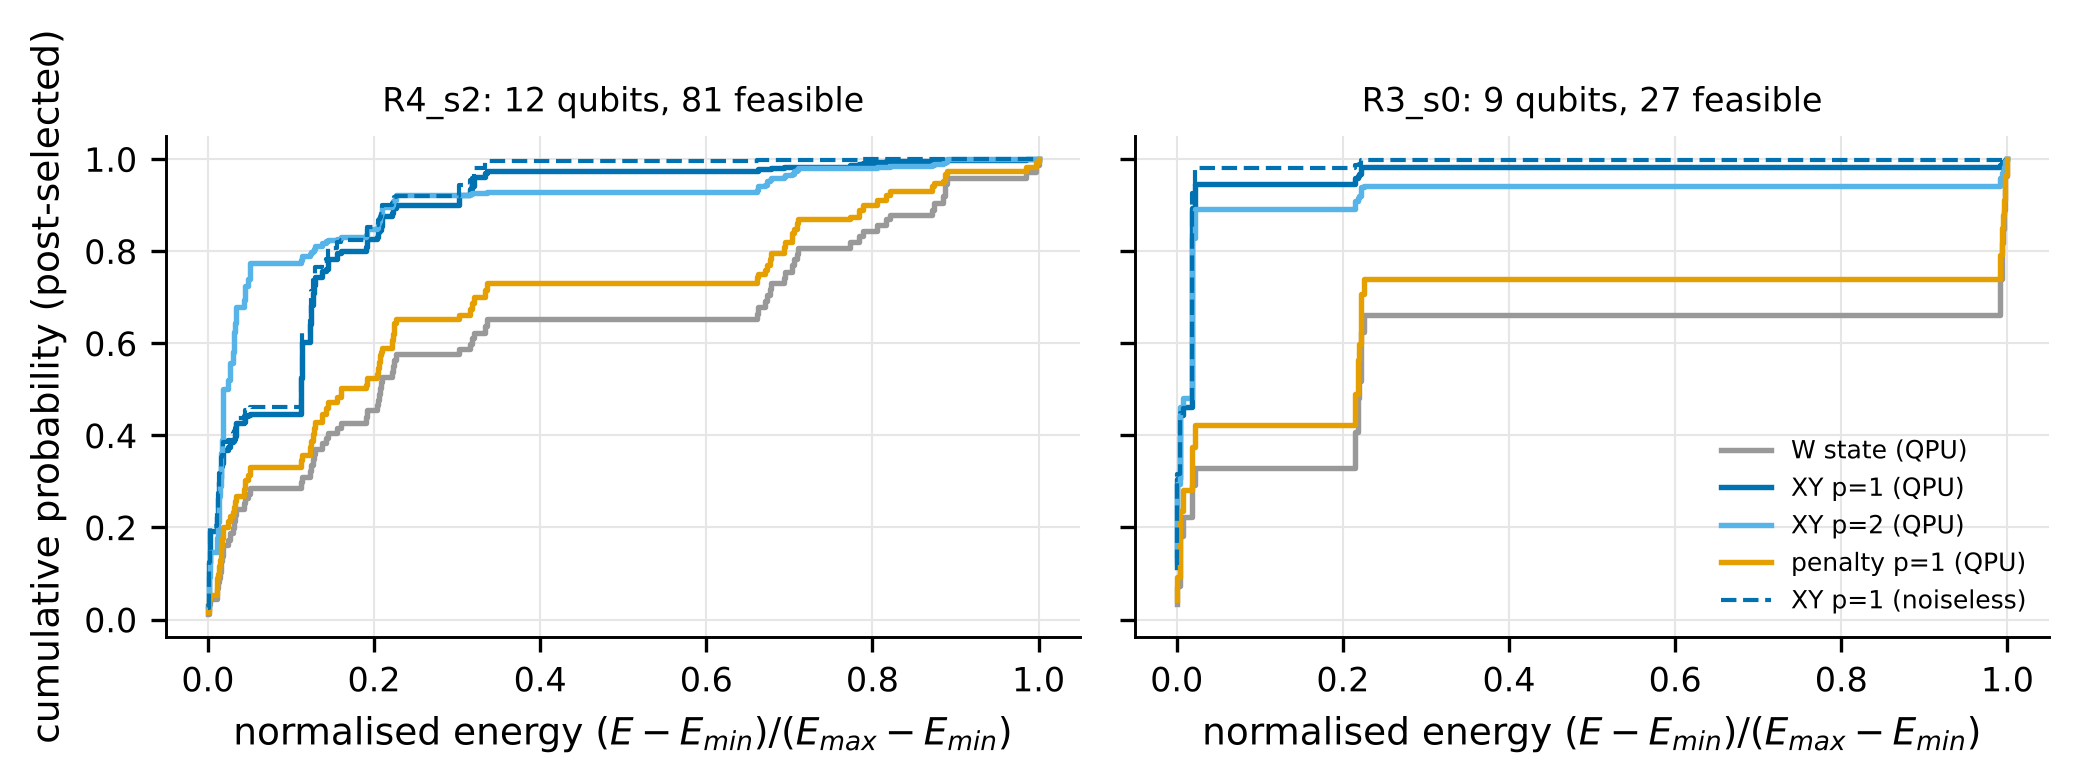 cumulative probability (post-selected)
R4_s2: 12 qubits, 81 feasible
1.0
0.8
0.6
0.4
0.2
0.0
0.0 0.2 0.4 0.6 0.8 1.0
normalised energy (E − E_min)/(E_max − E_min)
R3_s0: 9 qubits, 27 feasible
W state (QPU)
XY p=1 (QPU)
XY p=2 (QPU)
penalty p=1 (QPU)
XY p=1 (noiseless)
0.0 0.2 0.4 0.6 0.8 1.0
normalised energy (E − E_min)/(E_max − E_min)